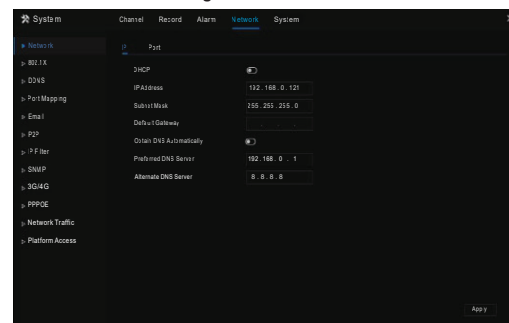 System
Channel Record Alarm Network System
Network
802.1X
DDNS
Port Mapping
Email
P2P
IP Filter
SNMP
3G/4G
PPPOE
Network Traffic
Platform Access
IP Port
DHCP
IP Address 192.168.0.121
Subnet Mask 255.255.255.0
Default Gateway . . .
Obtain DNS Automatically
Preferred DNS Server 192.168.0.1
Alternate DNS Server 8.8.8.8
Apply